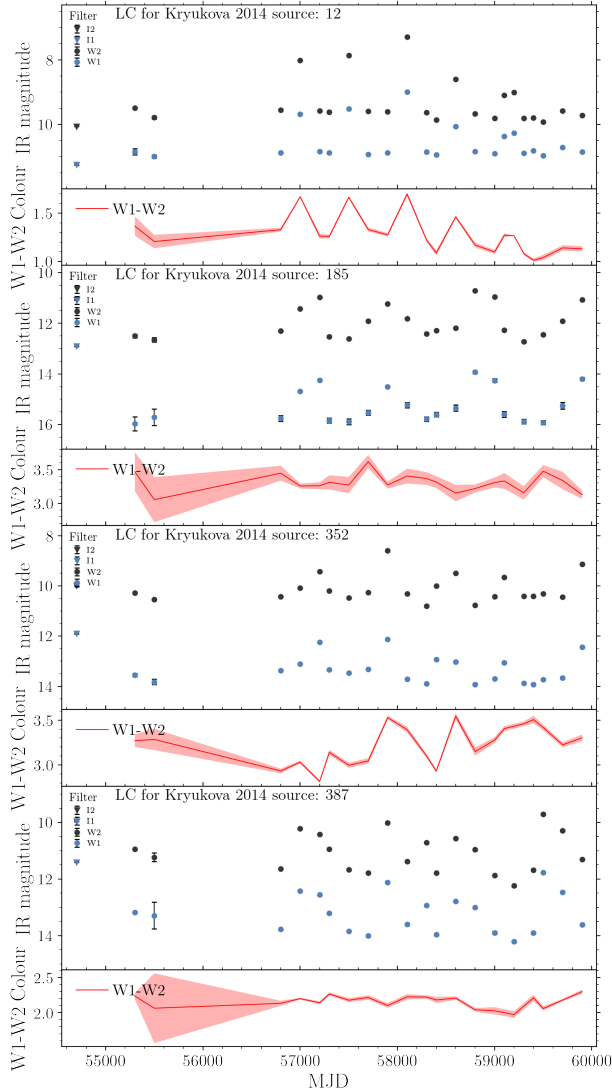 LC for Kryukova 2014 source: 12
Filter
I2
I1
W2
W1
8
10
IR magnitude
W1-W2
1.5
1.0
W1-W2 Colour
LC for Kryukova 2014 source: 185
Filter
I2
I1
W2
W1
10
12
14
16
IR magnitude
W1-W2
3.5
3.0
W1-W2 Colour
LC for Kryukova 2014 source: 352
Filter
I2
I1
W2
W1
8
10
12
14
IR magnitude
W1-W2
3.5
3.0
W1-W2 Colour
LC for Kryukova 2014 source: 387
Filter
I2
I1
W2
W1
10
12
14
IR magnitude
W1-W2
2.5
2.0
W1-W2 Colour
55000 56000 57000 58000 59000 60000
MJD